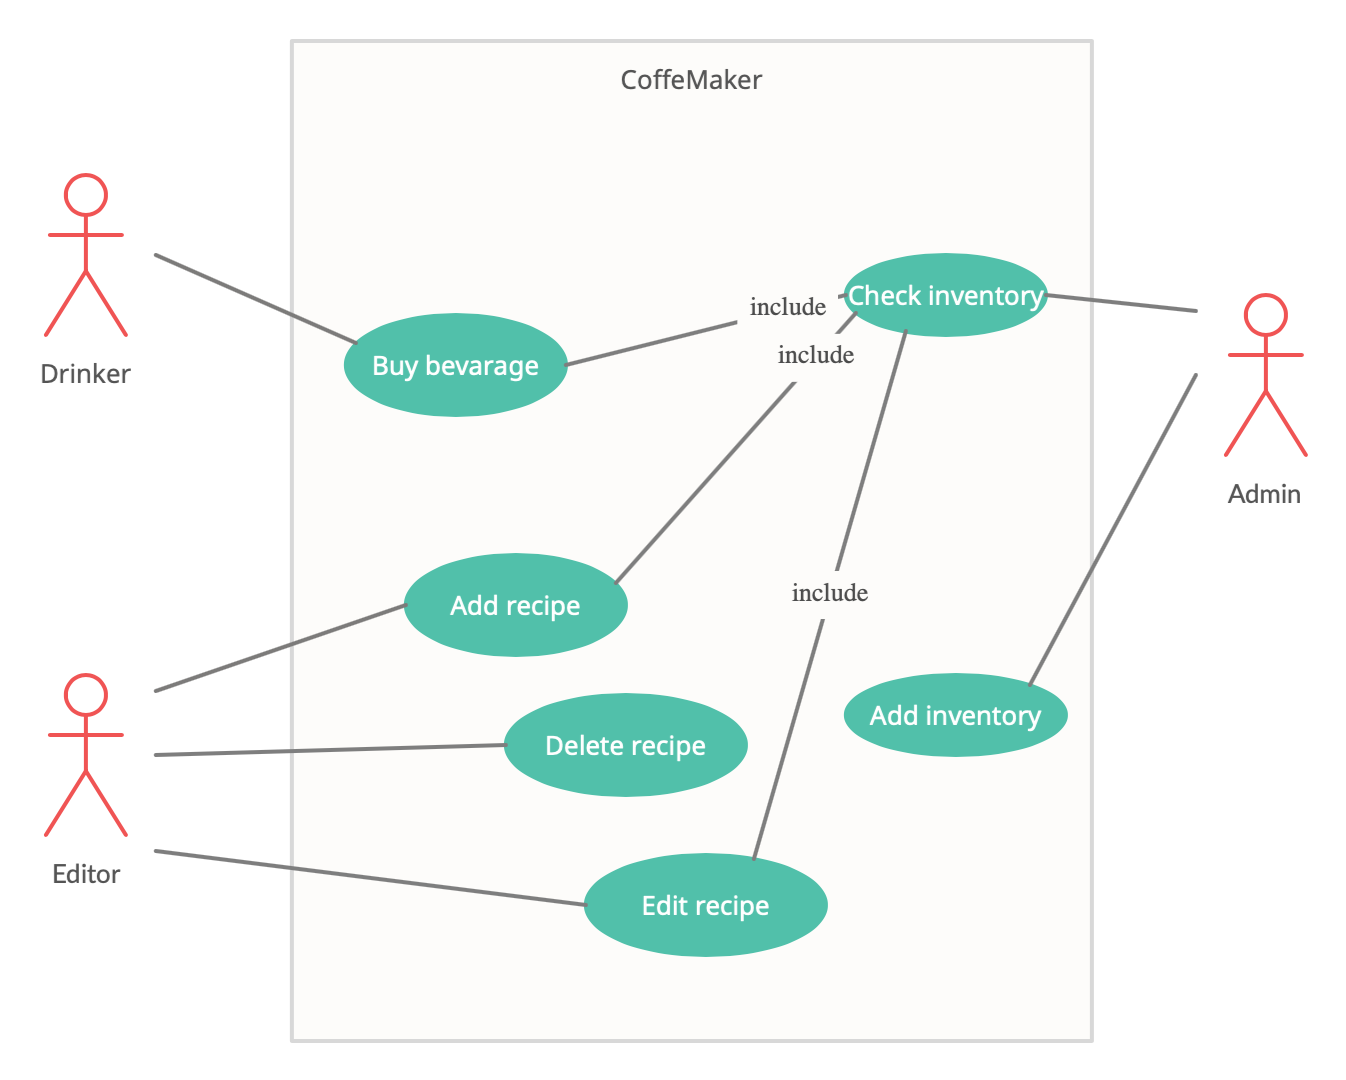 CoffeMaker
Drinker
Buy bevarage
include
Check inventory
include
Admin
Add recipe
include
Editor
Delete recipe
Add inventory
Edit recipe